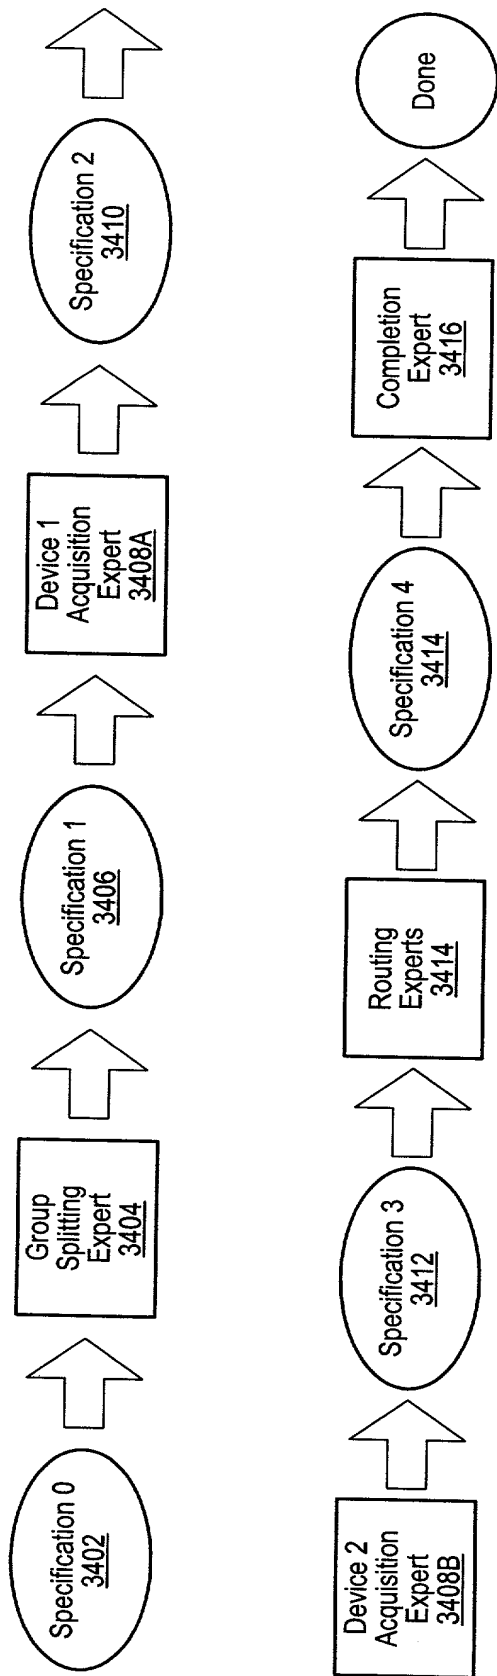 Specification 0
3402
Group
Splitting
Expert
3404
Specification 1
3406
Device 1
Acquisition
Expert
3408A
Specification 2
3410
Device 2
Acquisition
Expert
3408B
Specification 3
3412
Routing
Experts
3414
Specification 4
3414
Completion
Expert
3416
Done